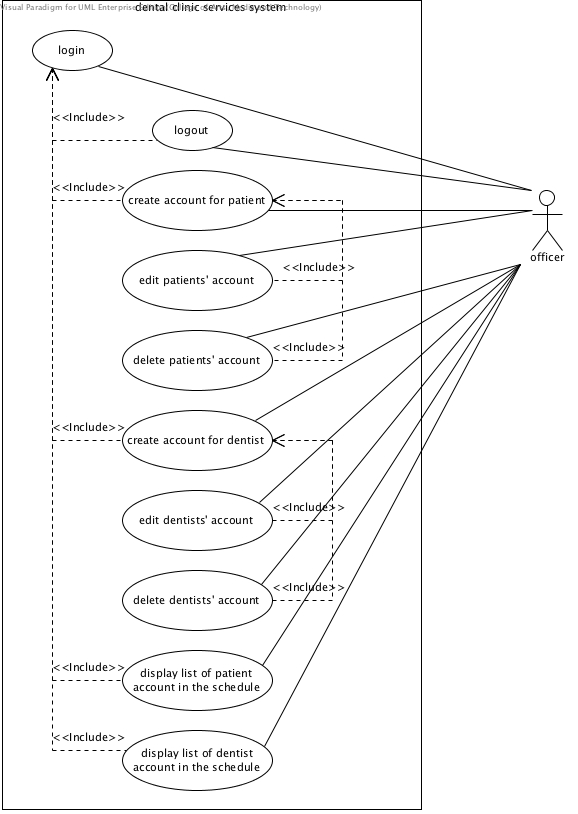 Visual Paradigm for UML Enterprise
dental clinic services system
login
<<Include>>
logout
<<Include>>
create account for patient
officer
<<Include>>
edit patients' account
<<Include>>
delete patients' account
<<Include>>
create account for dentist
<<Include>>
edit dentists' account
<<Include>>
delete dentists' account
<<Include>>
display list of patient
account in the schedule
<<Include>>
display list of dentist
account in the schedule